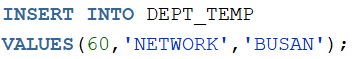 INSERT INTO DEPT_TEMP
VALUES(60,'NETWORK','BUSAN');